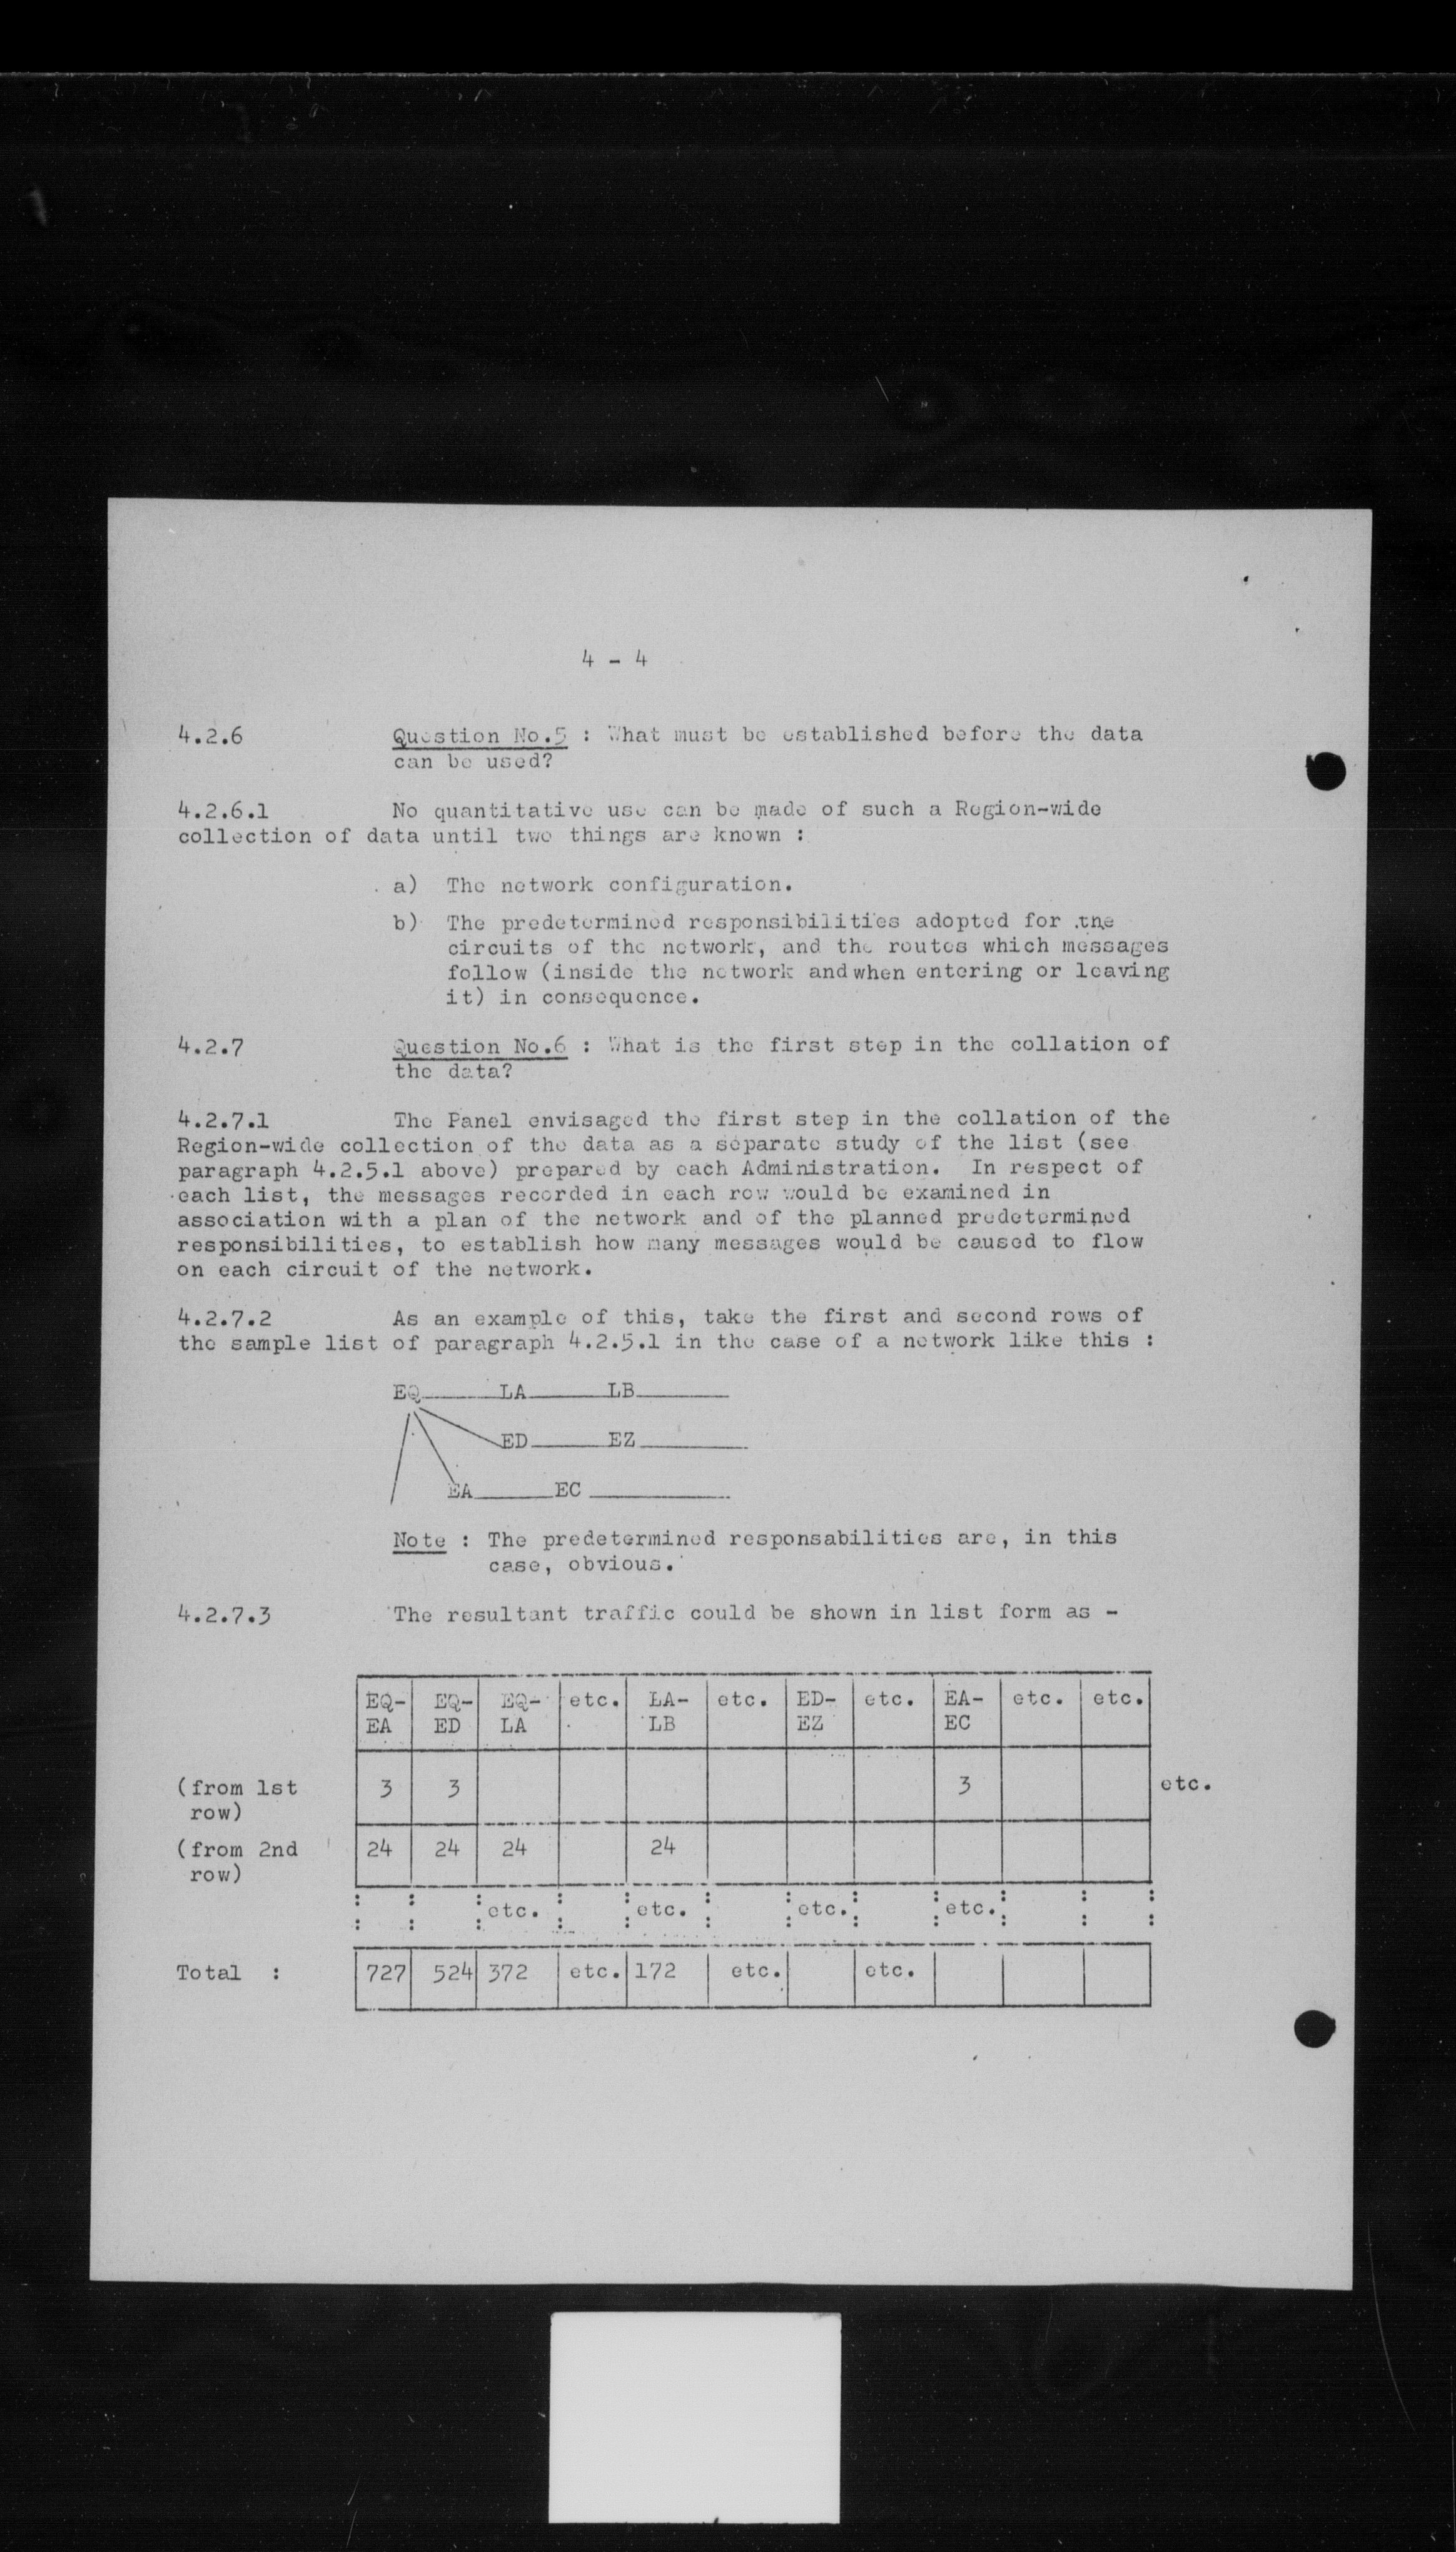 4 - 4
4.2.6 Question No.5 : What must be established before the data
can be used?
4.2.6.1 No quantitative use can be made of such a Region-wide
collection of data until two things are known :
a) The network configuration.
b) The predetermined responsibilities adopted for the
circuits of the network, and the routes which messages
follow (inside the network and when entering or leaving
it) in consequence.
4.2.7 Question No.6 : What is the first step in the collation of
the data?
4.2.7.1 The Panel envisaged the first step in the collation of the
Region-wide collection of the data as a separate study of the list (see
paragraph 4.2.5.1 above) prepared by each Administration. In respect of
each list, the messages recorded in each row would be examined in
association with a plan of the network and of the planned predetermined
responsibilities, to establish how many messages would be caused to flow
on each circuit of the network.
4.2.7.2 As an example of this, take the first and second rows of
the sample list of paragraph 4.2.5.1 in the case of a network like this :
EQ LA LB
ED EZ
EA EC
Note : The predetermined responsabilities are, in this
case, obvious.
4.2.7.3 The resultant traffic could be shown in list form as -
EQ- EQ- EQ- etc. LA- etc. ED- etc. EA- etc. etc.
EA ED LA LB EZ EC
(from 1st 3 3 3 etc.
row)
(from 2nd 24 24 24 24
row)
: : : etc. : : etc. : : etc. : : etc. : : :
: : : : : : : : : : : :
Total : 727 524 372 etc. 172 etc. etc.